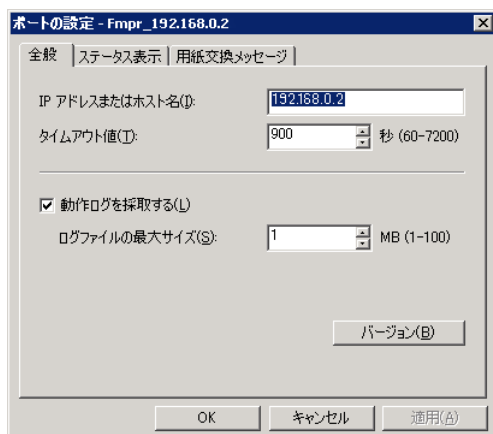 ポートの設定 - Fmpr_192.168.0.2
全般 ステータス表示 用紙交換メッセージ
IP アドレスまたはホスト名(I): 192.168.0.2
タイムアウト値(T): 900 秒 (60-7200)
動作ログを採取する(L)
ログファイルの最大サイズ(S): 1 MB (1-100)
バージョン(B)
OK キャンセル 適用(A)